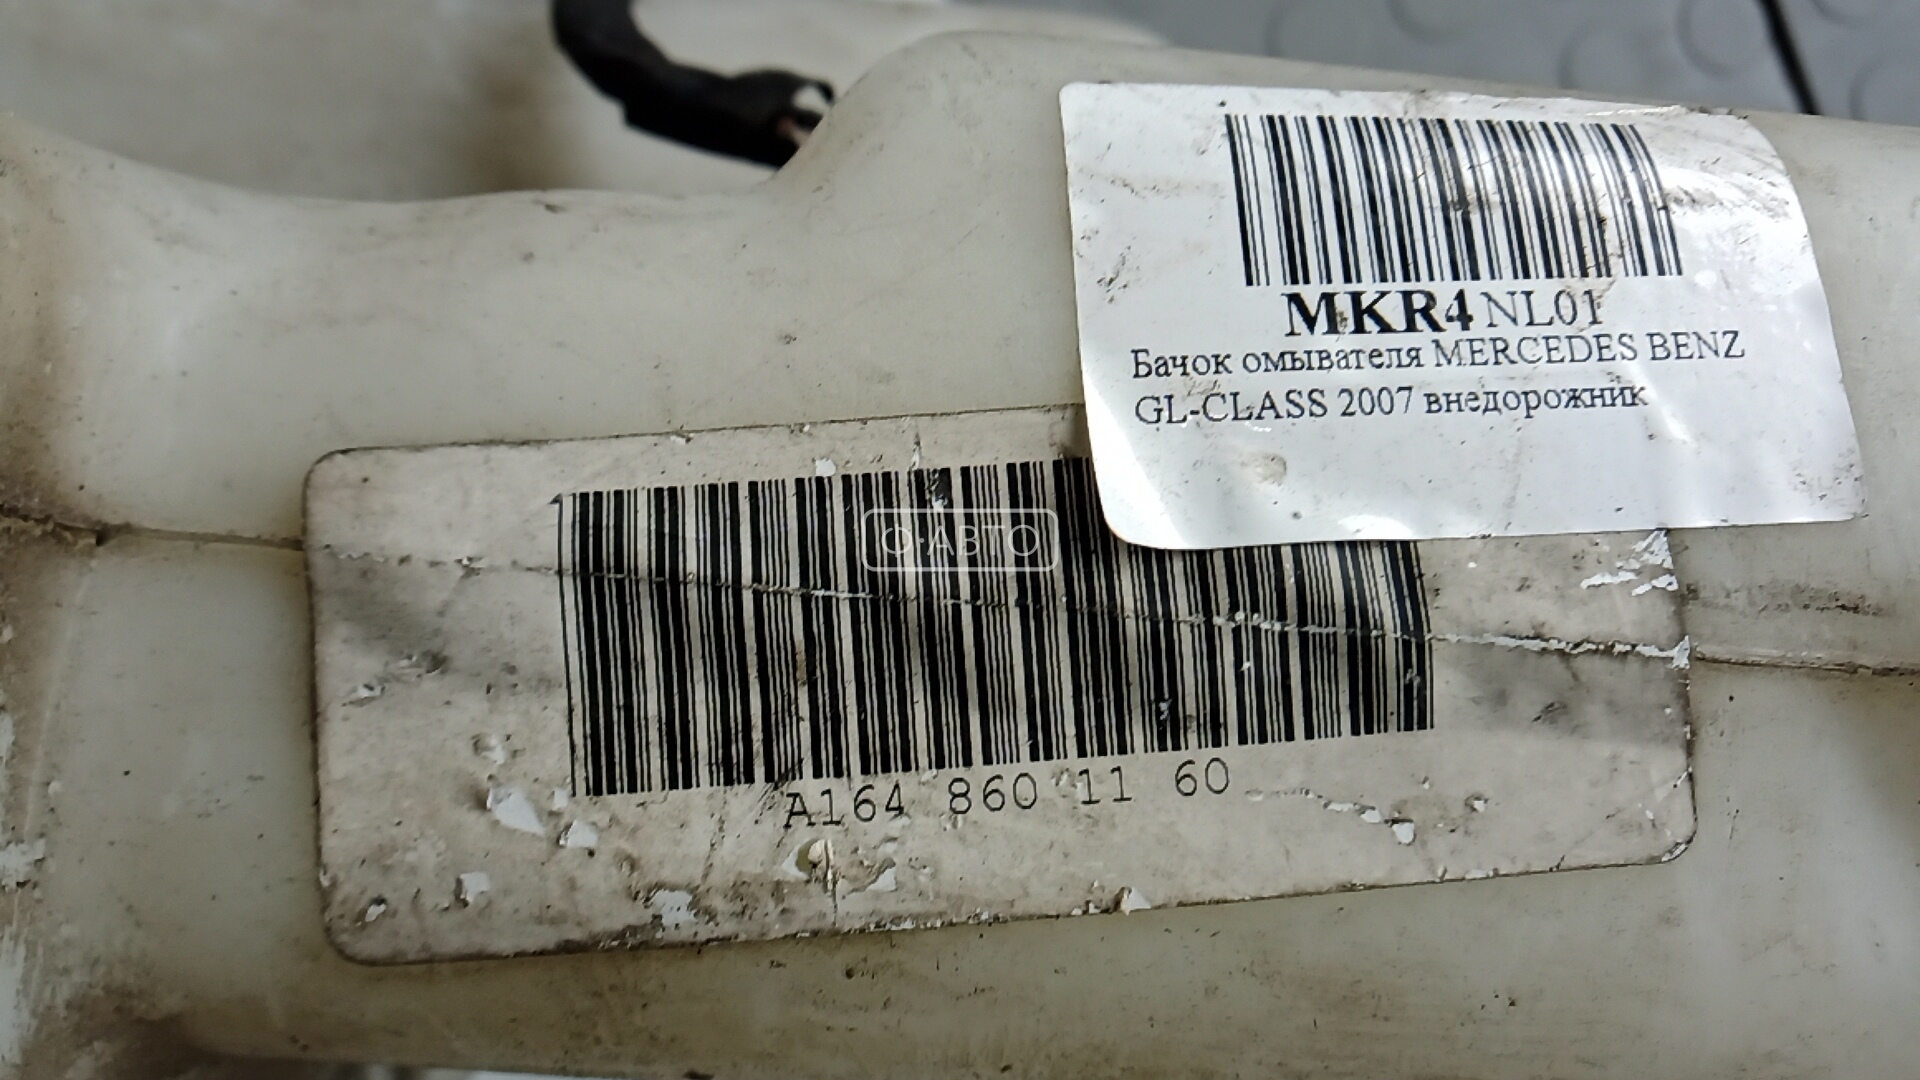 MKR4NL01
Бачок омывателя MERCEDES BENZ
GL-CLASS 2007 внедорожник
О-АВТО
A164 860 11 60